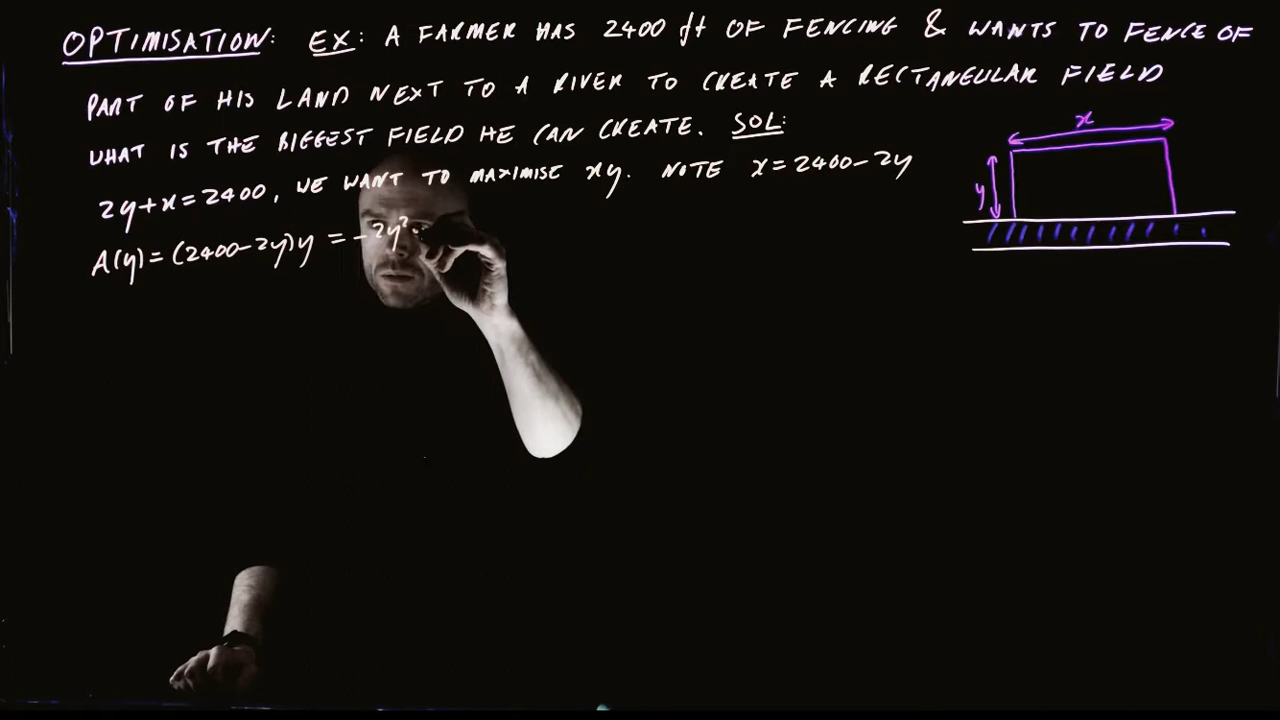 OPTIMISATION: EX: A FARMER HAS 2400 ft OF FENCING & WANTS TO FENCE OF
PART OF HIS LAND NEXT TO A RIVER TO CREATE A RECTANGULAR FIELD
WHAT IS THE BIGGEST FIELD HE CAN CREATE. SOL:
2y+x=2400, WE WANT TO MAXIMISE xy. NOTE x=2400-2y
A(y)=(2400-2y)y = -2y²
x
y